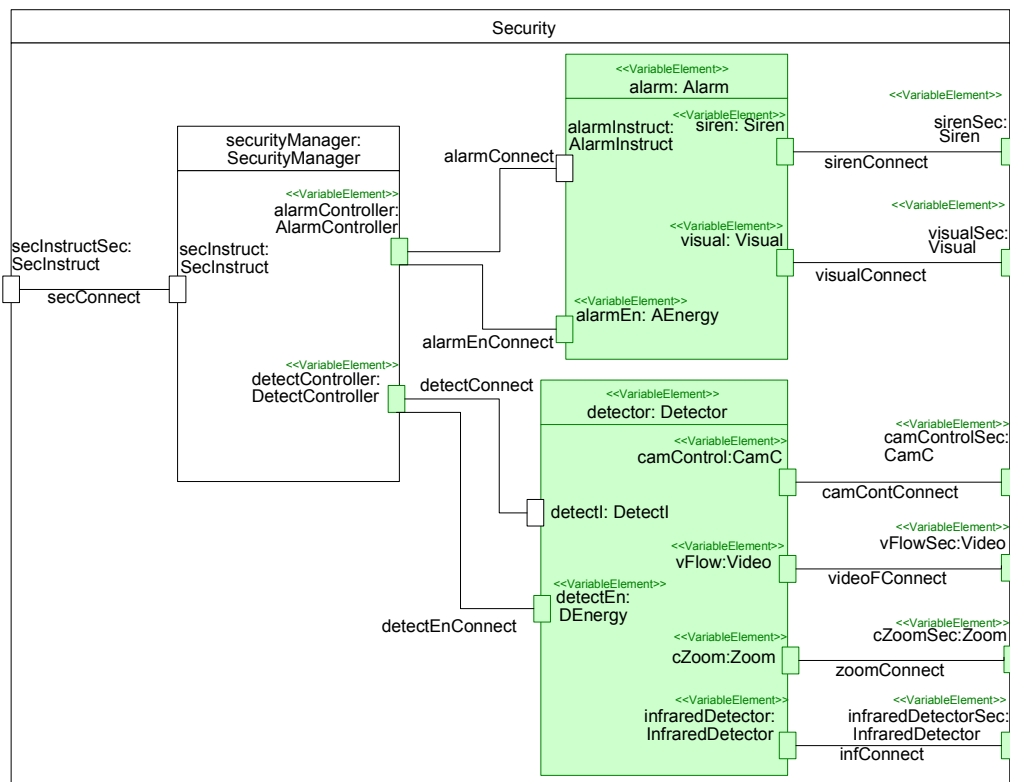 Security
<<VariableElement>>
alarm: Alarm
<<VariableElement>>
siren: Siren
alarmInstruct:
AlarmInstruct
<<VariableElement>>
sirenSec:
Siren
sirenConnect
securityManager:
SecurityManager
alarmConnect
<<VariableElement>>
alarmController:
AlarmController
<<VariableElement>>
visual: Visual
<<VariableElement>>
visualSec:
Visual
visualConnect
secInstructSec:
SecInstruct
secInstruct:
SecInstruct
secConnect
<<VariableElement>>
alarmEn: AEnergy
alarmEnConnect
<<VariableElement>>
detectController:
DetectController
detectConnect
<<VariableElement>>
detector: Detector
<<VariableElement>>
camControl:CamC
<<VariableElement>>
camControlSec:
CamC
camContConnect
detectI: DetectI
<<VariableElement>>
vFlow:Video
<<VariableElement>>
vFlowSec:Video
videoFConnect
<<VariableElement>>
detectEn:
DEnergy
detectEnConnect
<<VariableElement>>
cZoom:Zoom
<<VariableElement>>
cZoomSec:Zoom
zoomConnect
<<VariableElement>>
infraredDetector:
InfraredDetector
<<VariableElement>>
infraredDetectorSec:
InfraredDetector
infConnect